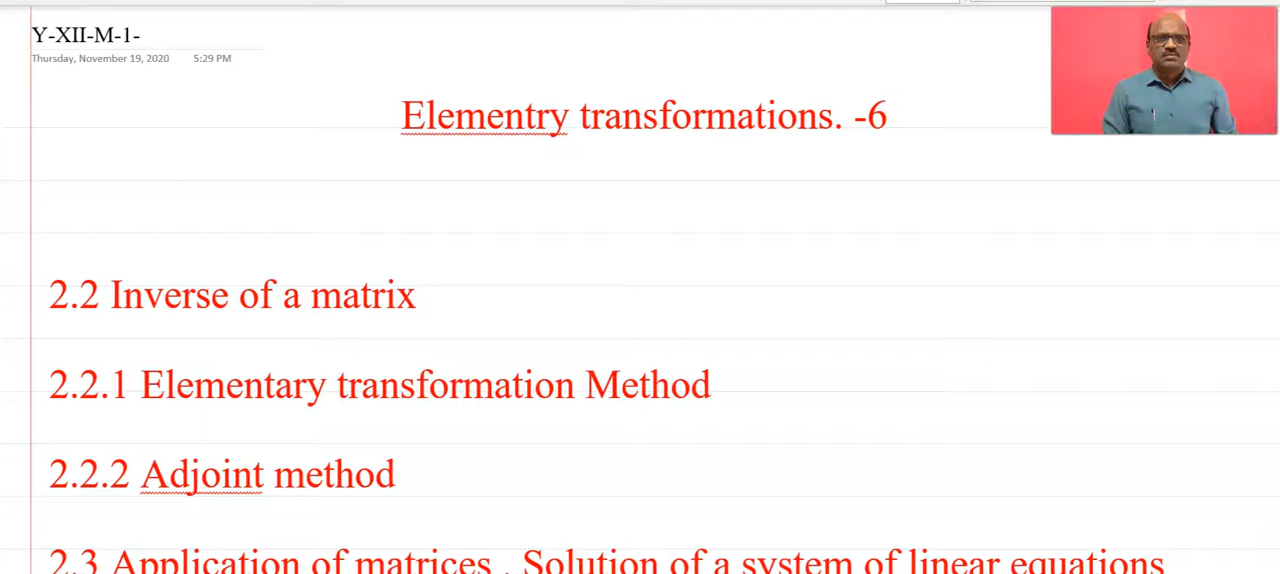 Y-XII-M-1-
Thursday, November 19, 2020 5:29 PM
Elementry transformations. -6
2.2 Inverse of a matrix
2.2.1 Elementary transformation Method
2.2.2 Adjoint method
2.3 Application of matrices . Solution of a system of linear equations